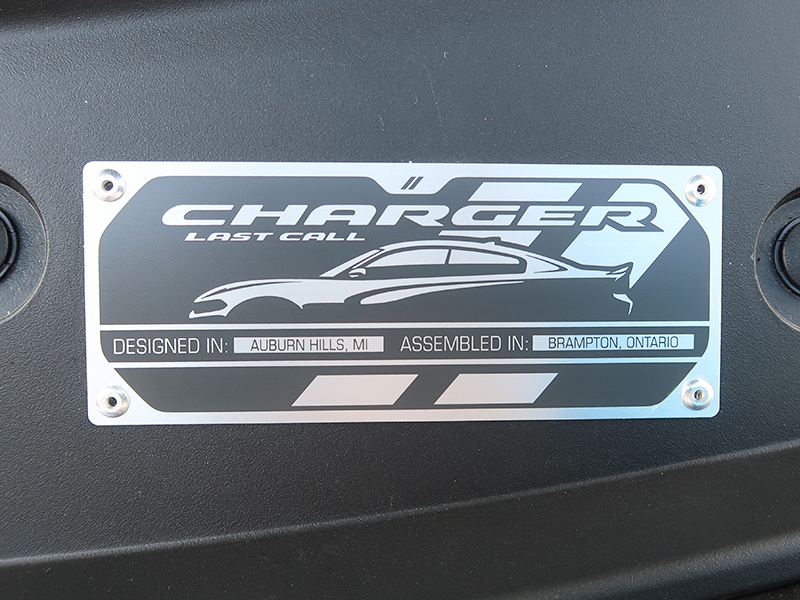 CHARGER
LAST CALL
DESIGNED IN: AUBURN HILLS, MI ASSEMBLED IN: BRAMPTON, ONTARIO